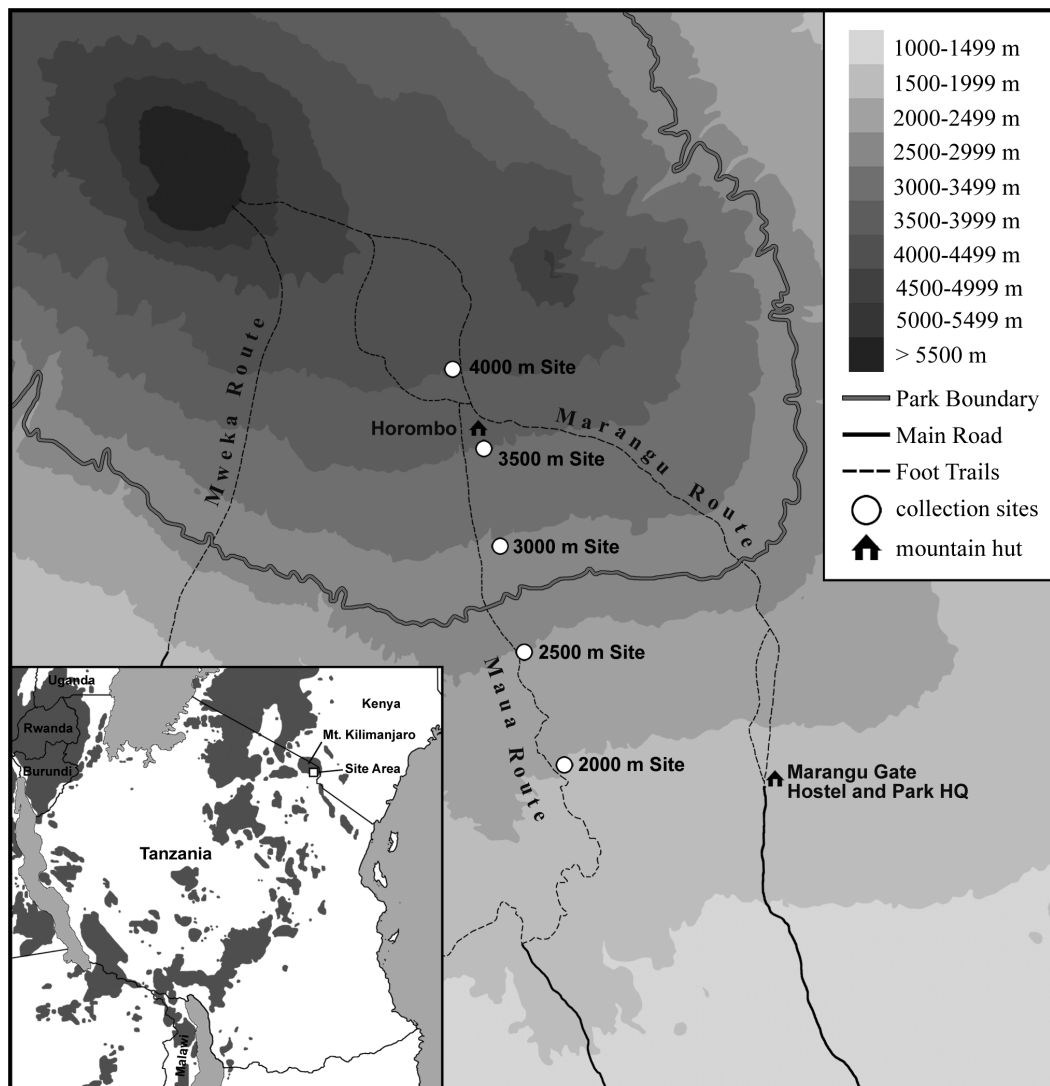 1000-1499 m
1500-1999 m
2000-2499 m
2500-2999 m
3000-3499 m
3500-3999 m
4000-4499 m
4500-4999 m
5000-5499 m
> 5500 m
Park Boundary
Main Road
Foot Trails
collection sites
mountain hut
Mweka Route
4000 m Site
Marangu Route
Horombo
3500 m Site
3000 m Site
2500 m Site
Maua Route
2000 m Site
Marangu Gate
Hostel and Park HQ
Uganda
Kenya
Rwanda
Mt. Kilimanjaro
Burundi
Site Area
Tanzania
Malawi